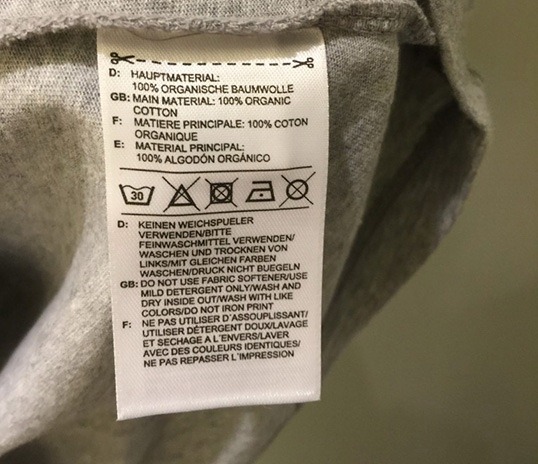 D: HAUPTMATERIAL:
100% ORGANISCHE BAUMWOLLE
GB: MAIN MATERIAL: 100% ORGANIC
COTTON
F: MATIERE PRINCIPALE: 100% COTON
ORGANIQUE
E: MATERIAL PRINCIPAL:
100% ALGODÓN ORGÁNICO
30
D: KEINEN WEICHSPUELER
VERWENDEN/BITTE
FEINWASCHMITTEL VERWENDEN/
WASCHEN UND TROCKNEN VON
LINKS/MIT GLEICHEN FARBEN
WASCHEN/DRUCK NICHT BUEGELN
GB: DO NOT USE FABRIC SOFTENER/USE
MILD DETERGENT ONLY/WASH AND
DRY INSIDE OUT/WASH WITH LIKE
COLORS/DO NOT IRON PRINT
F: NE PAS UTILISER D'ASSOUPLISSANT/
UTILISER DÉTERGENT DOUX/LAVAGE
ET SECHAGE A L'ENVERS/LAVER
AVEC DES COULEURS IDENTIQUES/
NE PAS REPASSER L'IMPRESSION